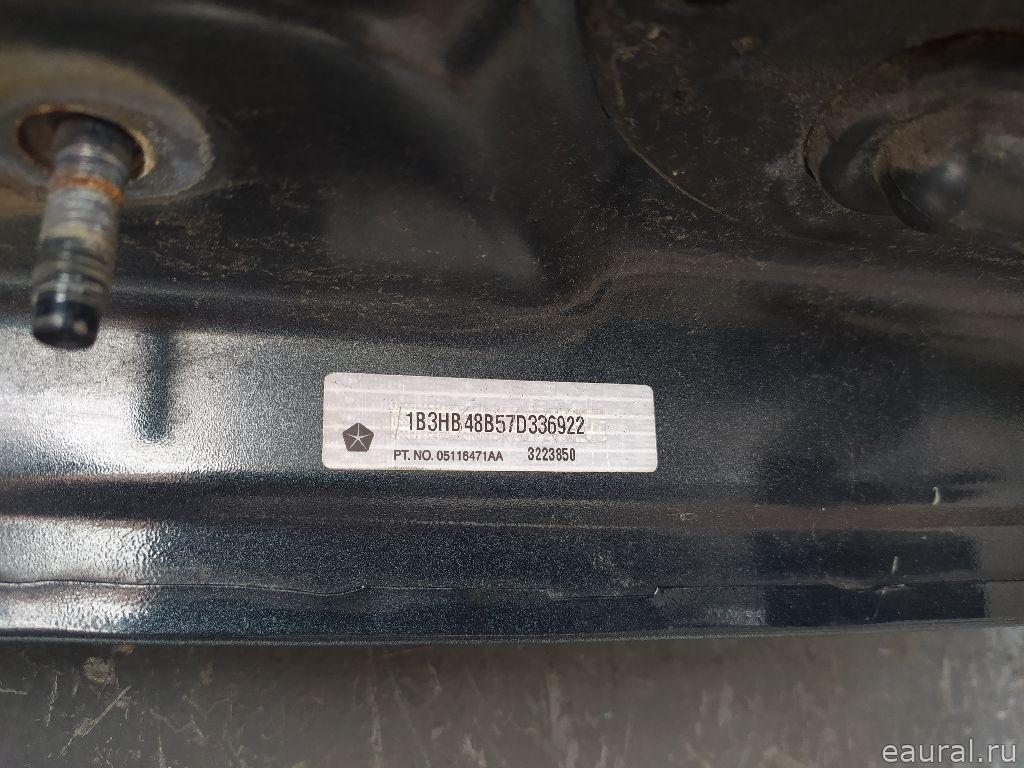 1B3HB48B57D336922
PT. NO. 05116471AA 3223850
eaural.ru